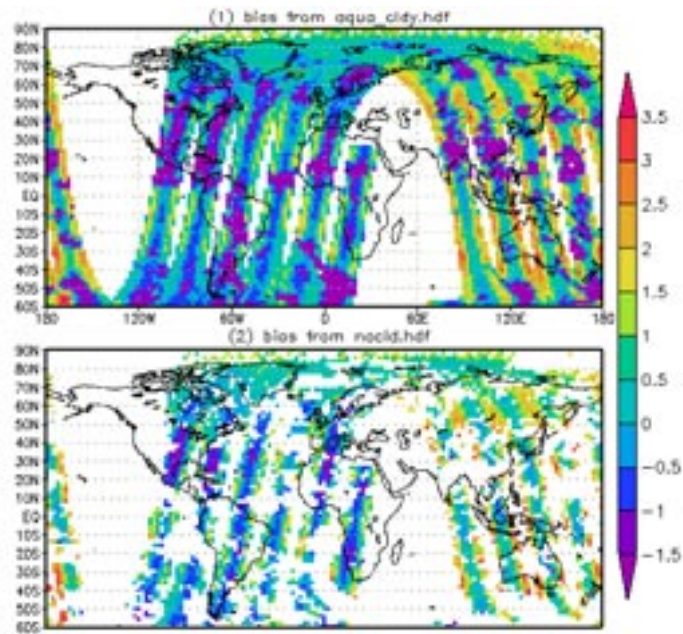 (1) bias from aqua_cldy.hdf
90N
80N
70N
60N
50N
40N
30N
20N
10N
EQ
10S
20S
30S
40S
50S
60S
180 120W 60W 0 60E 120E 180
(2) bias from nocld.hdf
90N
80N
70N
60N
50N
40N
30N
20N
10N
EQ
10S
20S
30S
40S
50S
60S
3.5
3
2.5
2
1.5
1
0.5
0
-0.5
-1
-1.5